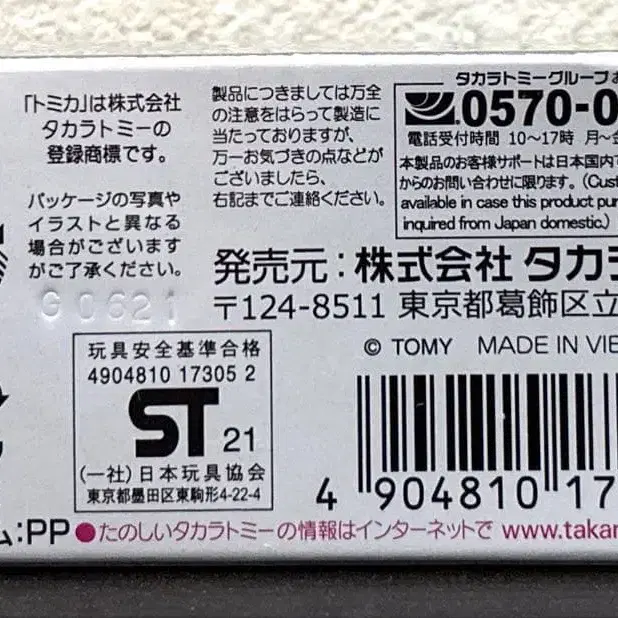 「トミカ」は株式会社
タカラトミーの
登録商標です。
パッケージの写真や
イラストと異なる
場合がございます
がご了承ください。
G0621
製品につきましては万全
の注意をはらって製造に
当たっておりますが、
万一お気づきの点などが
ございましたら、
右記までご連絡ください。
タカラトミーグループお
0570-0
電話受付時間 10〜17時 月〜金
本製品のお客様サポートは日本国内で
からのお問い合わせに限ります。(Cust
available in case this product pur
inquired from Japan domestic.)
発売元:株式会社 タカラ
〒124-8511 東京都葛飾区立
玩具安全基準合格
4904810 17305 2
ST 21
(一社)日本玩具協会
東京都墨田区東駒形4-22-4
© TOMY MADE IN VIE
4 904810 17
ム:PP ●たのしいタカラトミーの情報はインターネットで www.takar